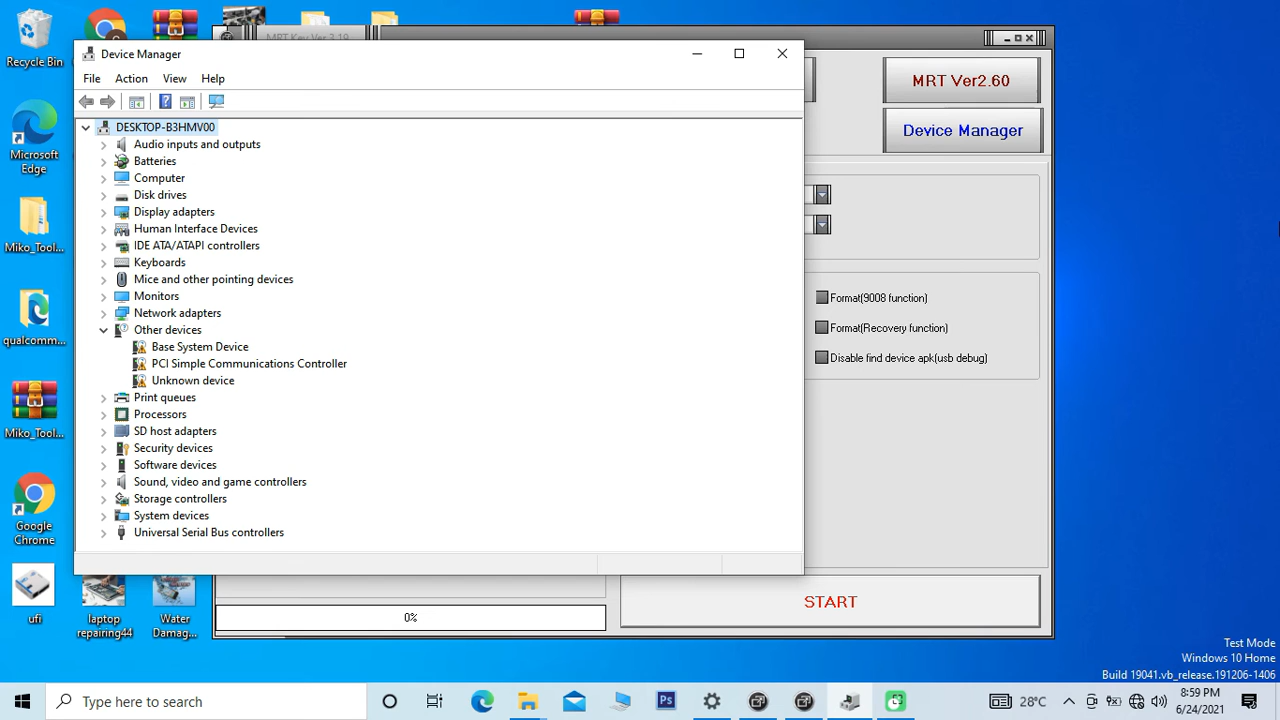 Recycle Bin
Microsoft
Edge
Miko_Tool...
qualcomm...
Miko_Tool...
Google
Chrome
ufi
laptop
repairing44
Water
Damag...
MRT Key Ver 3.19
Device Manager
File
Action
View
Help
DESKTOP-B3HMV00
Audio inputs and outputs
Batteries
Computer
Disk drives
Display adapters
Human Interface Devices
IDE ATA/ATAPI controllers
Keyboards
Mice and other pointing devices
Monitors
Network adapters
Other devices
Base System Device
PCI Simple Communications Controller
Unknown device
Print queues
Processors
SD host adapters
Security devices
Software devices
Sound, video and game controllers
Storage controllers
System devices
Universal Serial Bus controllers
MRT Ver2.60
Device Manager
Format(9008 function)
Format(Recovery function)
Disable find device apk(usb debug)
0%
START
Test Mode
Windows 10 Home
Build 19041.vb_release.191206-1406
Type here to search
Ps
28°C
8:59 PM
6/24/2021